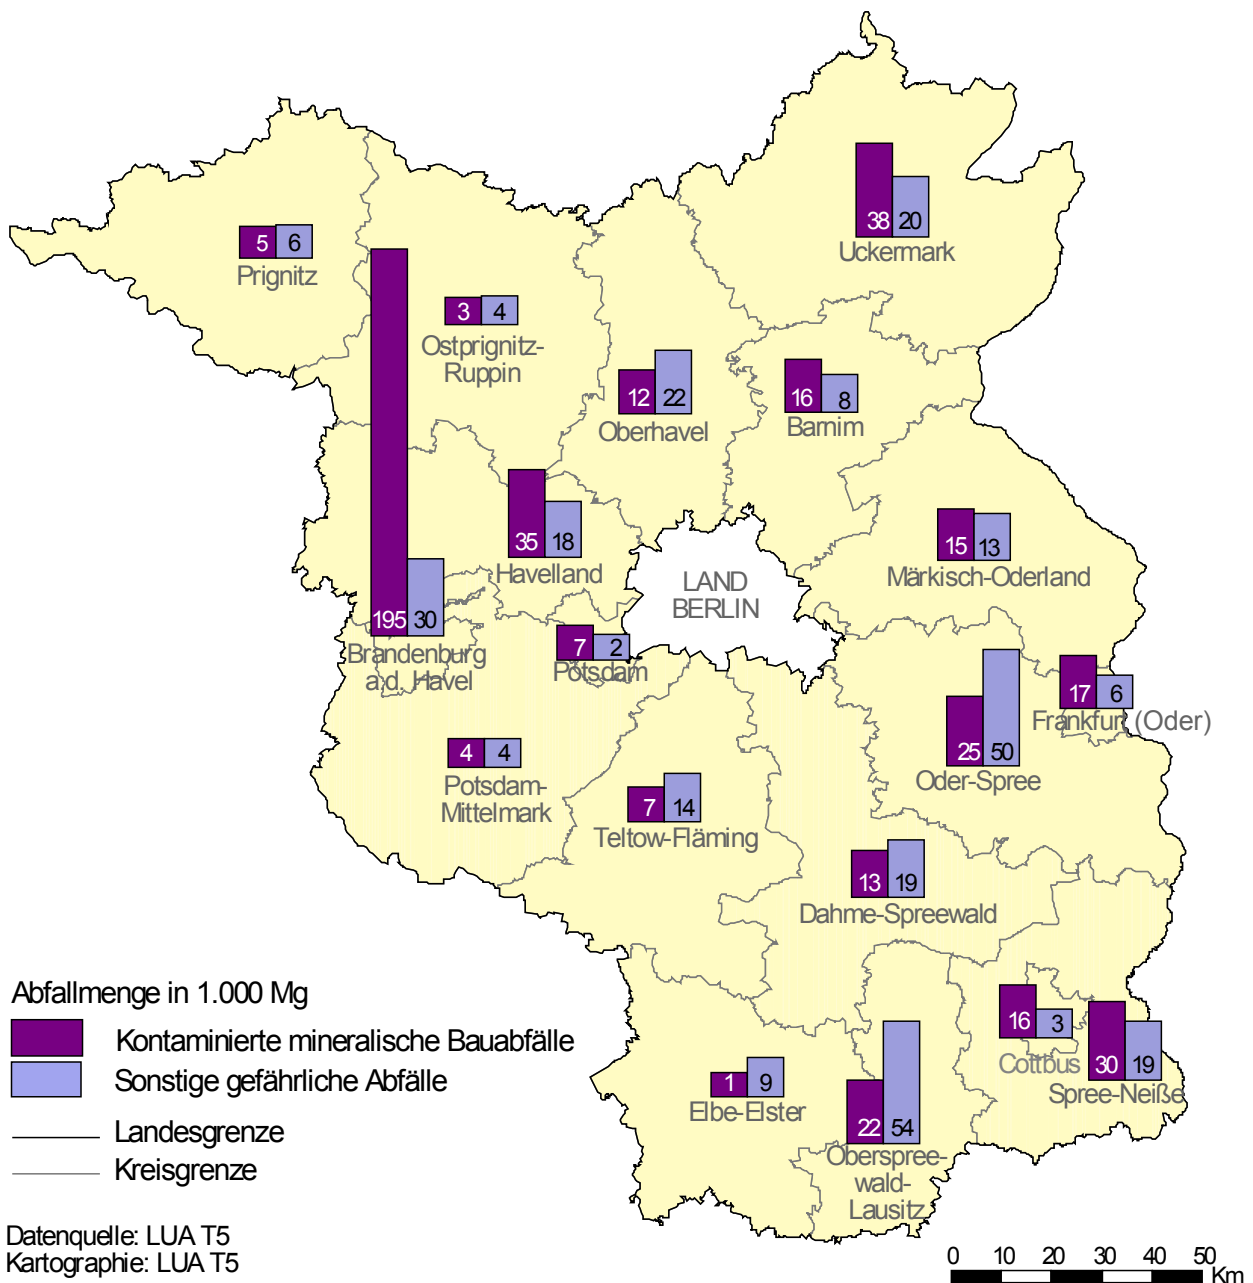 38 20
Uckermark
5 6
Prignitz
3 4
Ostprignitz-
Ruppin
12 22
Oberhavel
16 8
Barnim
35 18
Havelland
15 13
Märkisch-Oderland
LAND
BERLIN
195 30
Brandenburg
a.d. Havel
7 2
Potsdam
17 6
Frankfurt (Oder)
25 50
Oder-Spree
4 4
Potsdam-
Mittelmark
7 14
Teltow-Fläming
13 19
Dahme-Spreewald
16 3
Cottbus
30 19
Spree-Neiße
1 9
Elbe-Elster
22 54
Oberspree-
wald-
Lausitz
Abfallmenge in 1.000 Mg
Kontaminierte mineralische Bauabfälle
Sonstige gefährliche Abfälle
Landesgrenze
Kreisgrenze
Datenquelle: LUA T5
Kartographie: LUA T5
0 10 20 30 40 50
Km